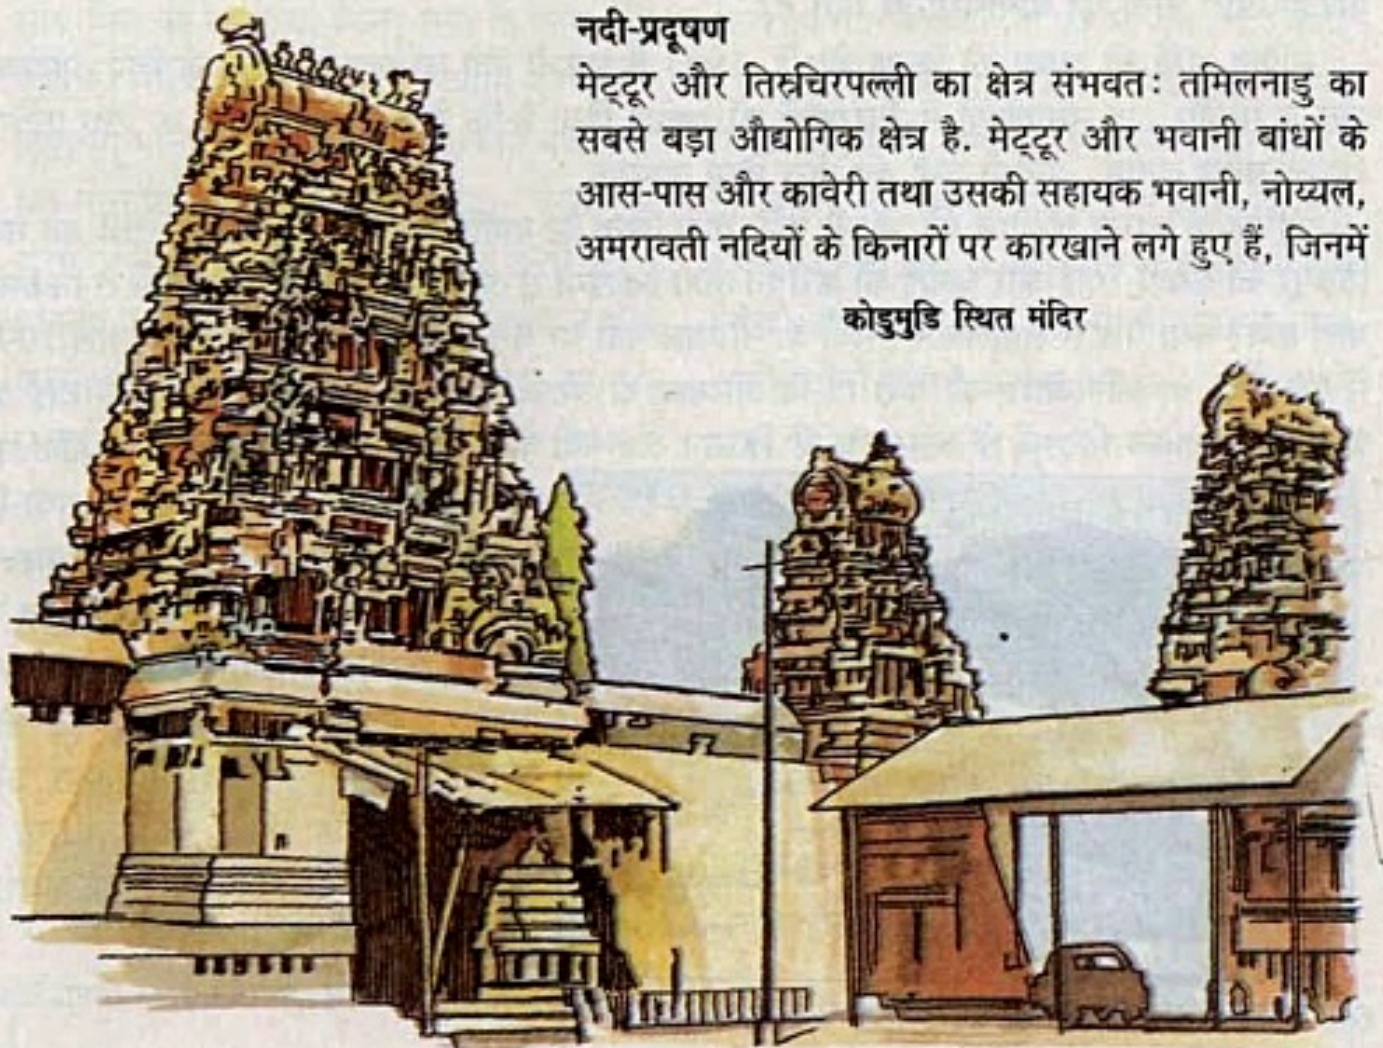 नदी-प्रदूषण
मेट्टूर और तिरुचिरपल्ली का क्षेत्र संभवतः तमिलनाडु का
सबसे बड़ा औद्योगिक क्षेत्र है. मेट्टूर और भवानी बांधों के
आस-पास और कावेरी तथा उसकी सहायक भवानी, नोय्यल,
अमरावती नदियों के किनारों पर कारखाने लगे हुए हैं, जिनमें
कोडुमुडि स्थित मंदिर